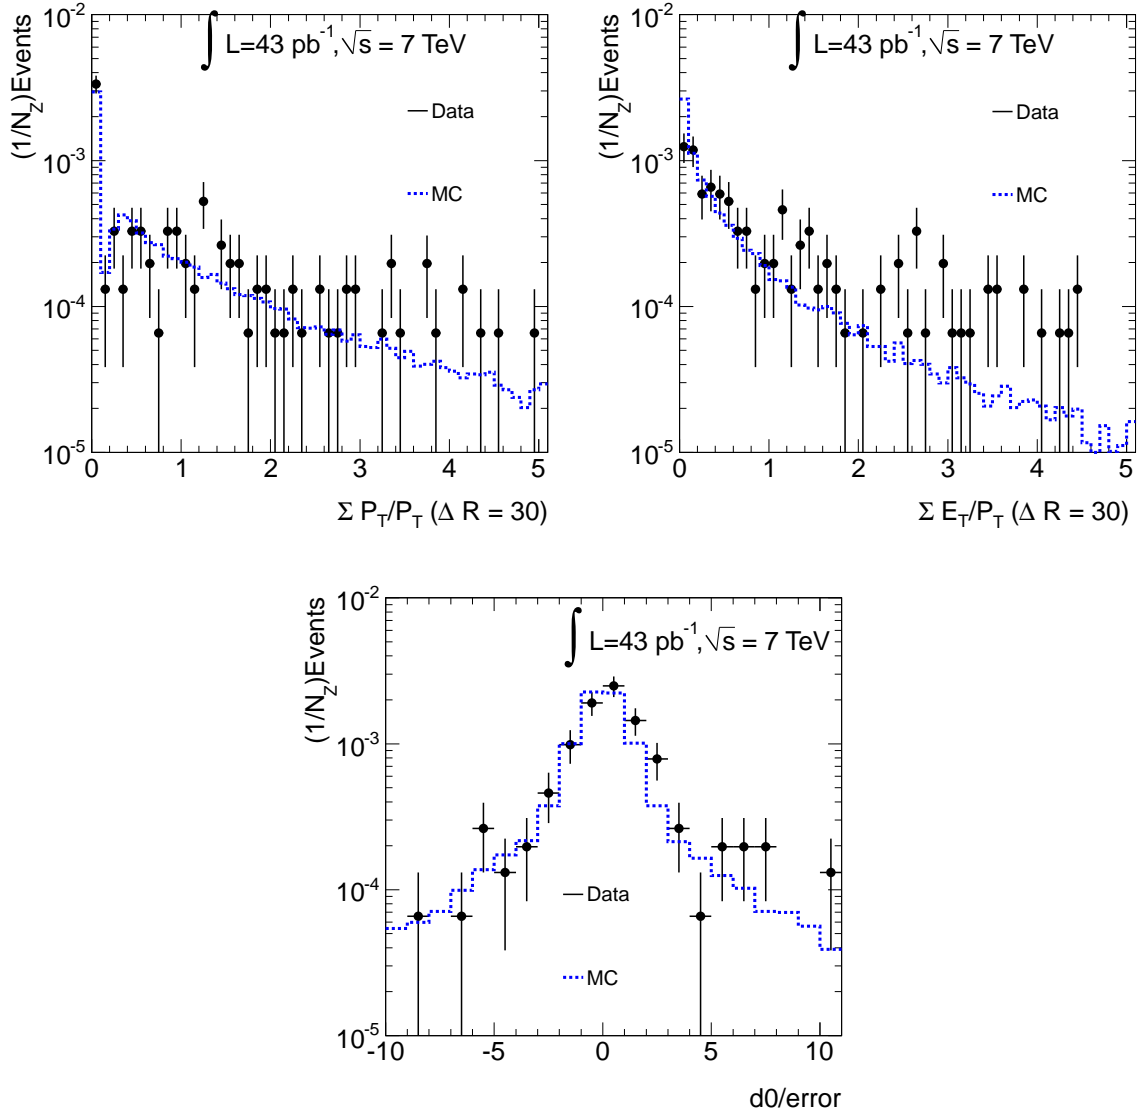 10⁻²
∫ L=43 pb⁻¹,√s = 7 TeV
(1/N_Z)Events
Data
10⁻³
MC
10⁻⁴
10⁻⁵
0 1 2 3 4 5
Σ P_T/P_T (Δ R = 30)
10⁻²
∫ L=43 pb⁻¹,√s = 7 TeV
(1/N_Z)Events
Data
10⁻³
MC
10⁻⁴
10⁻⁵
0 1 2 3 4 5
Σ E_T/P_T (Δ R = 30)
10⁻²
∫ L=43 pb⁻¹,√s = 7 TeV
(1/N_Z)Events
10⁻³
10⁻⁴
Data
MC
10⁻⁵
-10 -5 0 5 10
d0/error